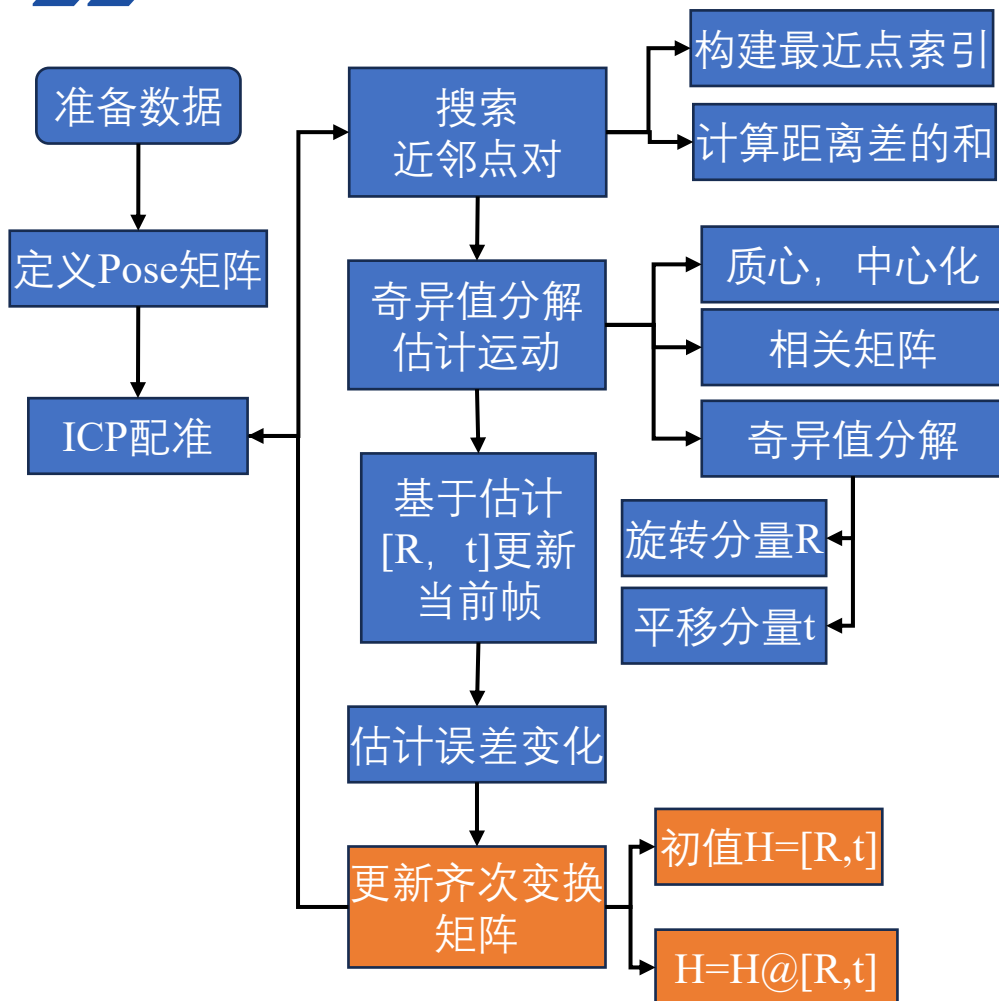 准备数据
定义Pose矩阵
ICP配准
搜索
近邻点对
构建最近点索引
计算距离差的和
奇异值分解
估计运动
质心，中心化
相关矩阵
奇异值分解
旋转分量R
平移分量t
基于估计
[R，t]更新
当前帧
估计误差变化
更新齐次变换
矩阵
初值H=[R,t]
H=H@[R,t]